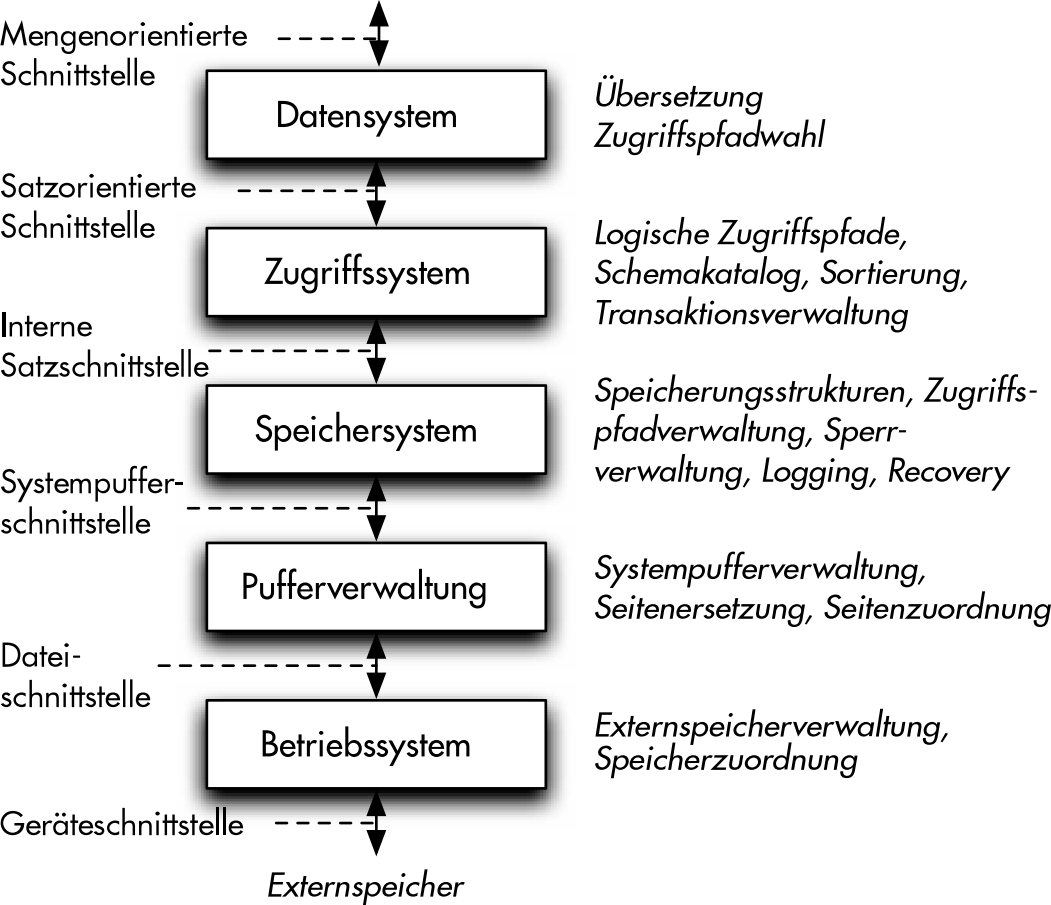 Mengenorientierte
Schnittstelle
Datensystem
Übersetzung
Zugriffspfadwahl
Satzorientierte
Schnittstelle
Zugriffssystem
Logische Zugriffspfade,
Schemakatalog, Sortierung,
Transaktionsverwaltung
Interne
Satzschnittstelle
Speichersystem
Speicherungsstrukturen, Zugriffs-
pfadverwaltung, Sperr-
verwaltung, Logging, Recovery
Systempuffer-
schnittstelle
Pufferverwaltung
Systempufferverwaltung,
Seitenersetzung, Seitenzuordnung
Datei-
schnittstelle
Betriebssystem
Externspeicherverwaltung,
Speicherzuordnung
Geräteschnittstelle
Externspeicher